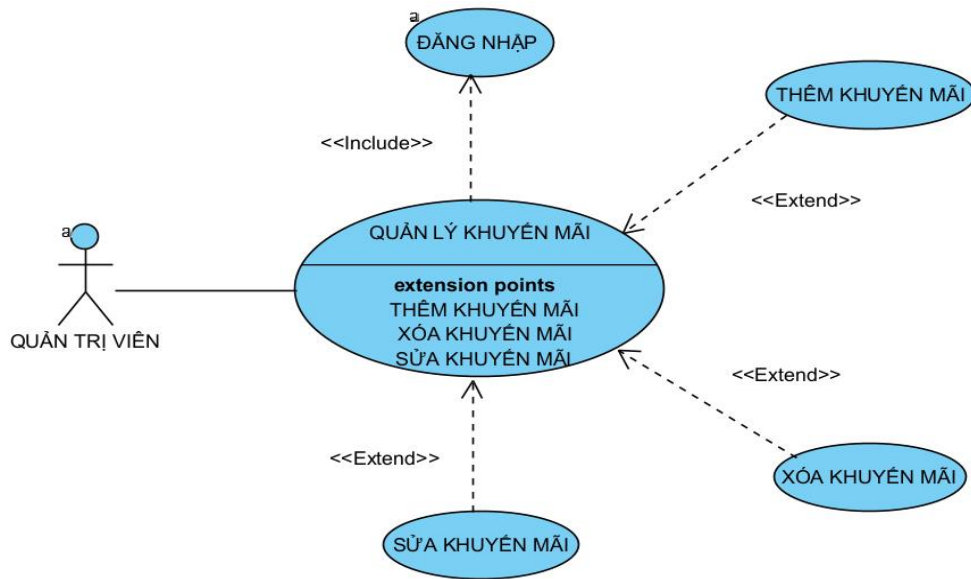 a
ĐĂNG NHẬP
THÊM KHUYẾN MÃI
<<Include>>
<<Extend>>
QUẢN LÝ KHUYẾN MÃI
a
extension points
THÊM KHUYẾN MÃI
XÓA KHUYẾN MÃI
SỬA KHUYẾN MÃI
QUẢN TRỊ VIÊN
<<Extend>>
<<Extend>>
XÓA KHUYẾN MÃI
SỬA KHUYẾN MÃI